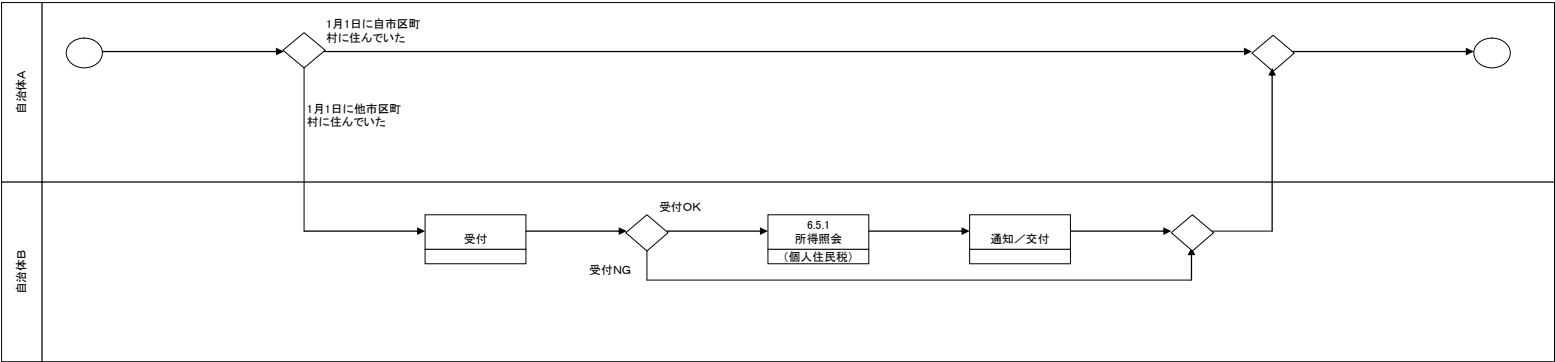 自治体A
1月1日に自市区町
村に住んでいた
1月1日に他市区町
村に住んでいた
自治体B
受付
受付OK
受付NG
6.5.1
所得照会
（個人住民税）
通知／交付